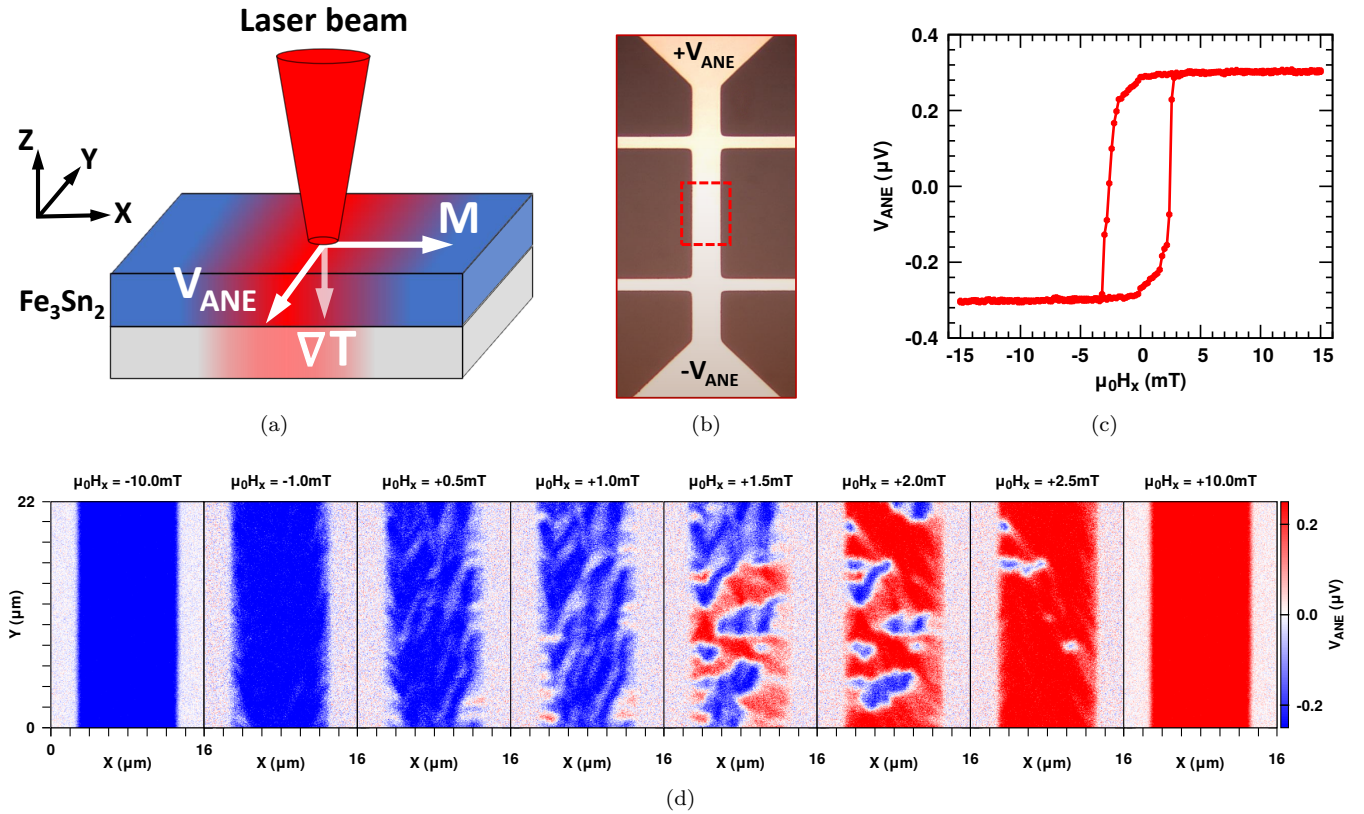 Laser beam
Z
Y
X
M
V_ANE
Fe₃Sn₂
∇T
(a)
+V_ANE
-V_ANE
(b)
0.4
0.2
0.0
-0.2
-0.4
V_ANE (µV)
-15 -10 -5 0 5 10 15
µ₀Hₓ (mT)
(c)
µ₀Hₓ = -10.0mT µ₀Hₓ = -1.0mT µ₀Hₓ = +0.5mT µ₀Hₓ = +1.0mT µ₀Hₓ = +1.5mT µ₀Hₓ = +2.0mT µ₀Hₓ = +2.5mT µ₀Hₓ = +10.0mT
22
Y (µm)
0
0 16 16 16 16 16 16 16 16
X (µm) X (µm) X (µm) X (µm) X (µm) X (µm) X (µm) X (µm)
0.2
0.0
-0.2
V_ANE (µV)
(d)